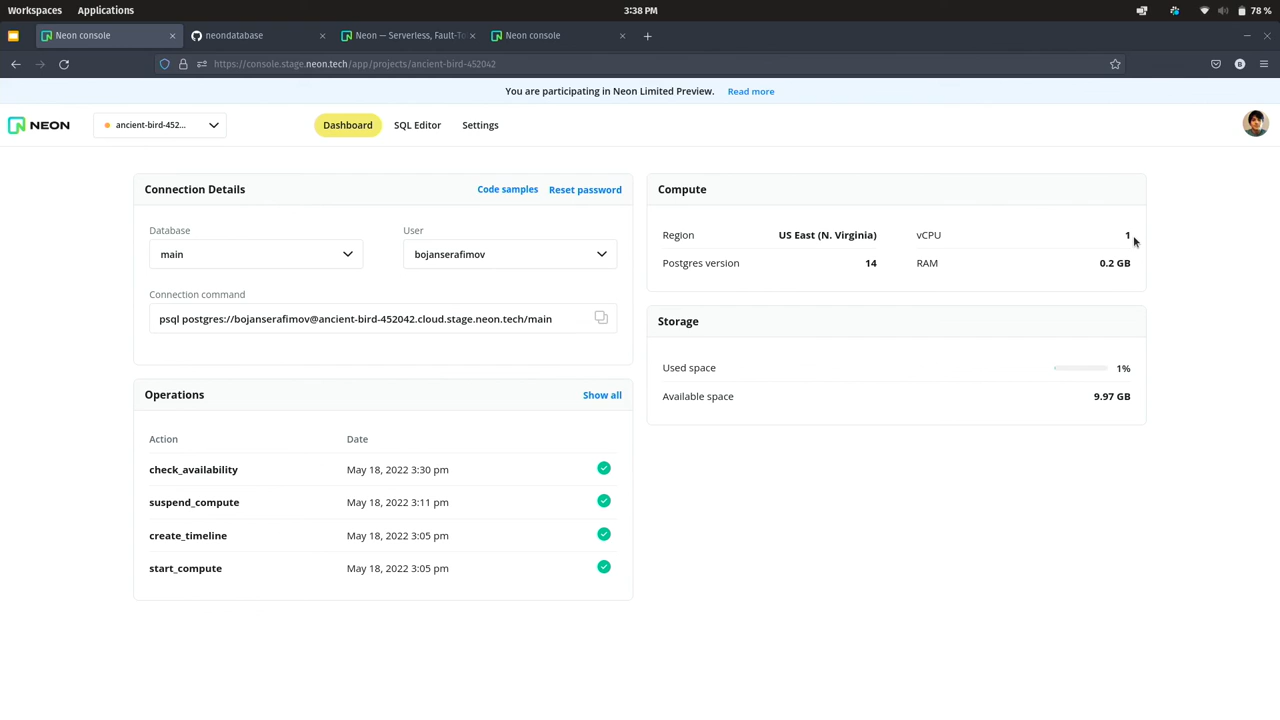 Workspaces Applications 3:38 PM 78 %
Neon console neondatabase Neon — Serverless, Fault-To Neon console
https://console.stage.neon.tech/app/projects/ancient-bird-452042
You are participating in Neon Limited Preview. Read more
NEON ancient-bird-452... Dashboard SQL Editor Settings
Connection Details Code samples Reset password
Database User
main bojanserafimov
Connection command
psql postgres://bojanserafimov@ancient-bird-452042.cloud.stage.neon.tech/main
Operations Show all
Action Date
check_availability May 18, 2022 3:30 pm
suspend_compute May 18, 2022 3:11 pm
create_timeline May 18, 2022 3:05 pm
start_compute May 18, 2022 3:05 pm
Compute
Region US East (N. Virginia) vCPU 1
Postgres version 14 RAM 0.2 GB
Storage
Used space 1%
Available space 9.97 GB